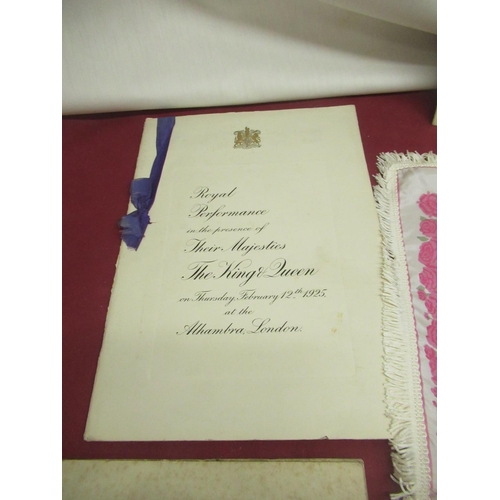 Royal
Performance
in the presence of
Their Majesties
The King & Queen
on Thursday, February 12th 1925,
at the
Alhambra, London.